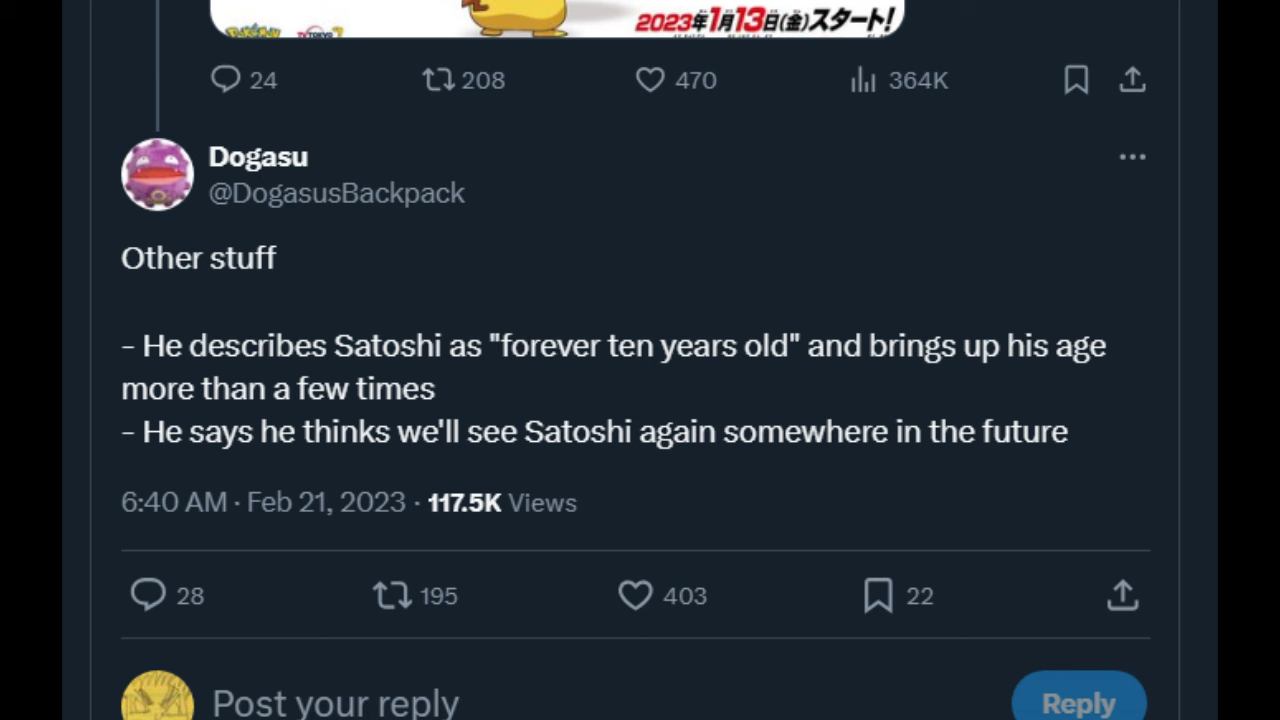 2023年1月13日(金)スタート!
24 208 470 364K
Dogasu
@DogasusBackpack
Other stuff
- He describes Satoshi as "forever ten years old" and brings up his age
more than a few times
- He says he thinks we'll see Satoshi again somewhere in the future
6:40 AM · Feb 21, 2023 · 117.5K Views
28 195 403 22
Post your reply
Reply